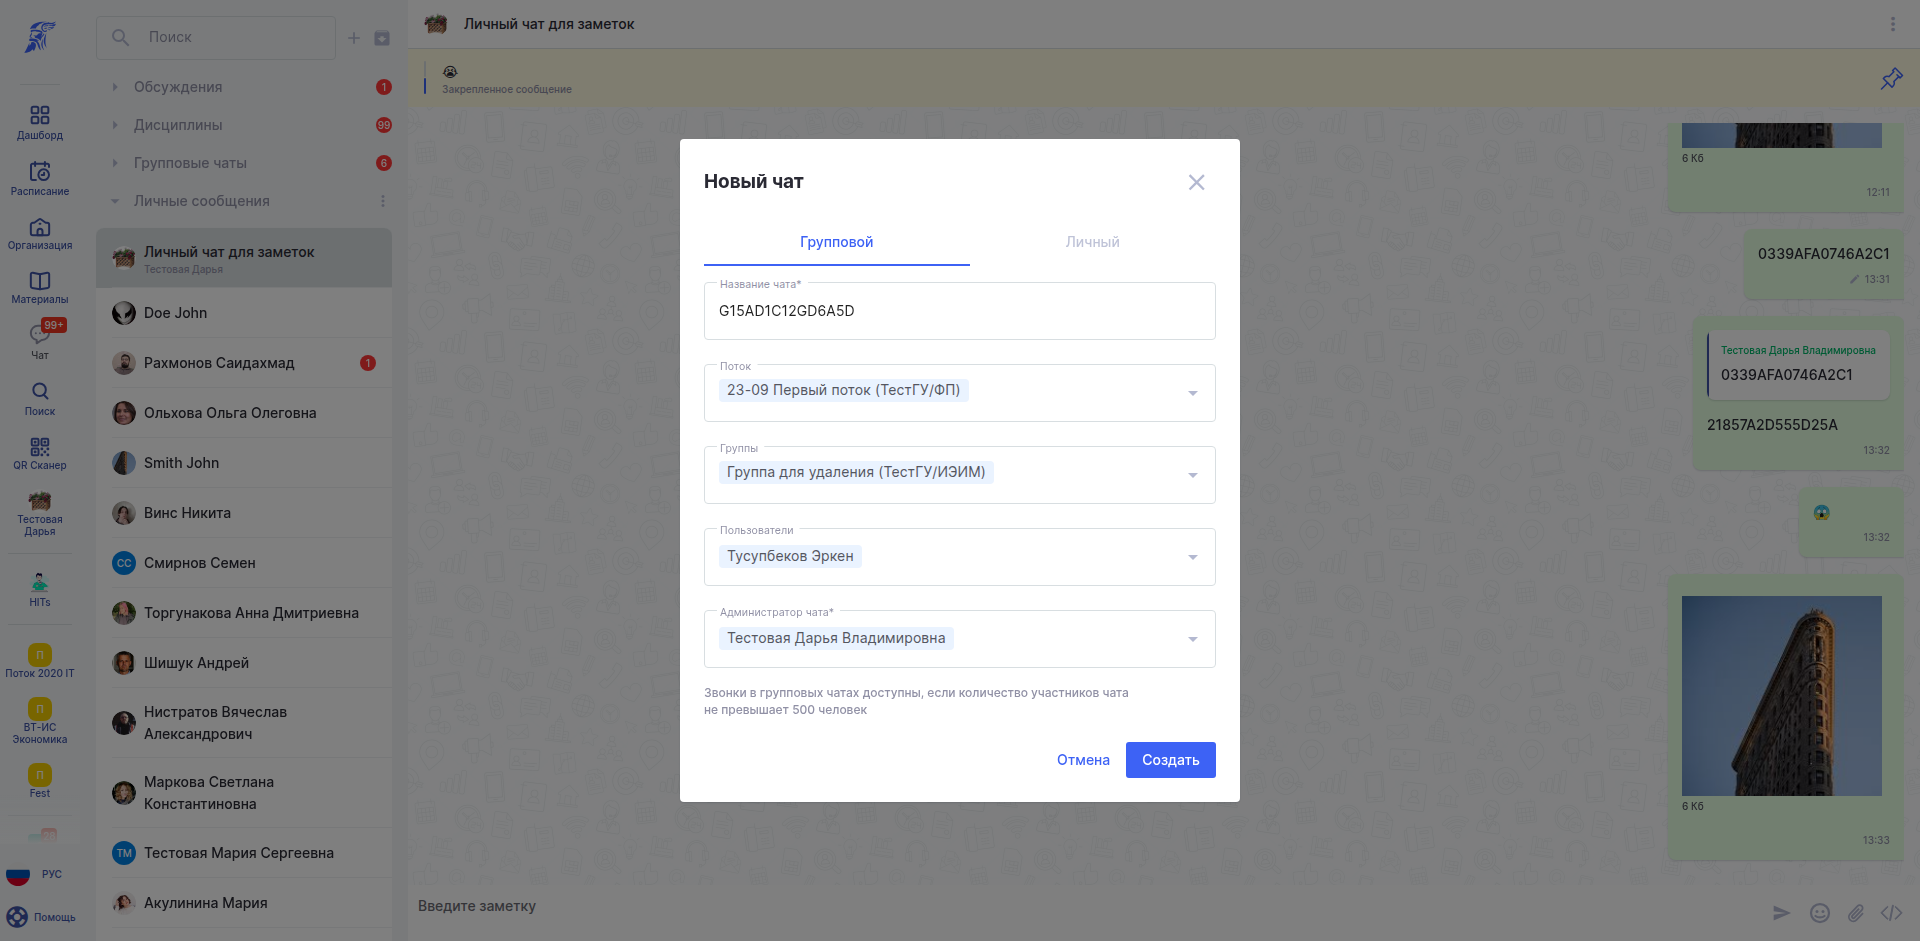 Дашборд
Расписание
Организация
Материалы
99+
Чат
Поиск
QR Сканер
Тестовая
Дарья
HITs
П
Поток 2020 IT
П
ВТ-ИС
Экономика
П
Fest
РУС
Помощь
Поиск
Обсуждения
1
Дисциплины
99
Групповые чаты
6
Личные сообщения
Личный чат для заметок
Тестовая Дарья
Doe John
Рахмонов Саидахмад
1
Ольхова Ольга Олеговна
Smith John
Винс Никита
СС
Смирнов Семен
Торгунакова Анна Дмитриевна
Шишук Андрей
Нистратов Вячеслав
Александрович
Маркова Светлана
Константиновна
ТМ
Тестовая Мария Сергеевна
Акулинина Мария
Личный чат для заметок
😭
Закрепленное сообщение
6 Кб
12:11
0339AFA0746A2C1
13:31
Тестовая Дарья Владимировна
0339AFA0746A2C1
21857A2D555D25A
13:32
😱
13:32
6 Кб
13:33
Введите заметку
Новый чат
Групповой
Личный
Название чата*
G15AD1C12GD6A5D
Поток
23-09 Первый поток (ТестГУ/ФП)
Группы
Группа для удаления (ТестГУ/ИЭИМ)
Пользователи
Тусупбеков Эркен
Администратор чата*
Тестовая Дарья Владимировна
Звонки в групповых чатах доступны, если количество участников чата
не превышает 500 человек
Отмена
Создать